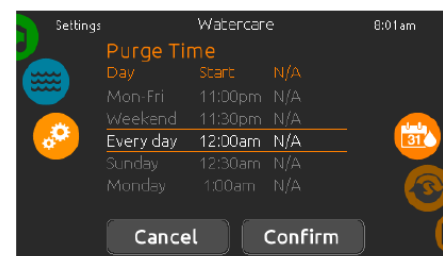 Settings Watercare 8:01am
Purge Time
Day Start N/A
Mon-Fri 11:00pm N/A
Weekend 11:30pm N/A
Every day 12:00am N/A
31
Sunday 12:30am N/A
Monday 1:00am N/A
Cancel Confirm